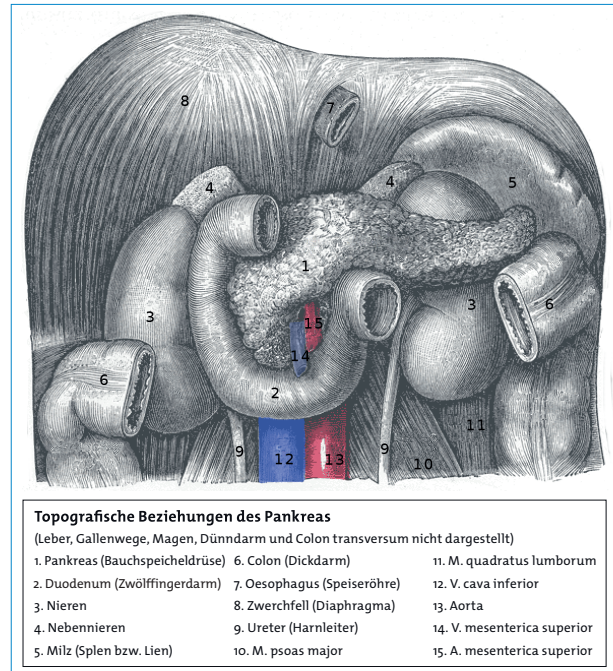 8
7
4
4
5
1
3
15
3
6
14
6
2
11
9
12
13
9
10
Topografische Beziehungen des Pankreas
(Leber, Gallenwege, Magen, Dünndarm und Colon transversum nicht dargestellt)
1. Pankreas (Bauchspeicheldrüse) 6. Colon (Dickdarm) 11. M. quadratus lumborum
2. Duodenum (Zwölffingerdarm) 7. Oesophagus (Speiseröhre) 12. V. cava inferior
3. Nieren 8. Zwerchfell (Diaphragma) 13. Aorta
4. Nebennieren 9. Ureter (Harnleiter) 14. V. mesenterica superior
5. Milz (Splen bzw. Lien) 10. M. psoas major 15. A. mesenterica superior